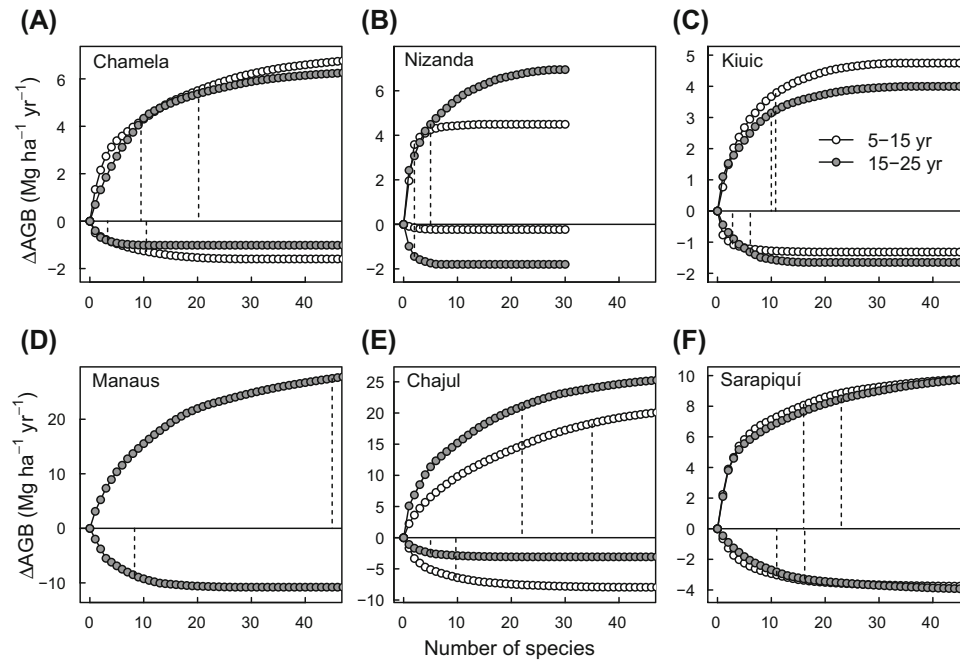 (A)
Chamela
6
4
2
0
−2
0 10 20 30 40
ΔAGB (Mg ha⁻¹ yr⁻¹)
(B)
Nizanda
6
4
2
0
−2
0 10 20 30 40
(C)
Kiuic
5
4
3
2
1
0
−1
−2
0 10 20 30 40
5−15 yr
15−25 yr
(D)
Manaus
20
10
0
−10
0 10 20 30 40
ΔAGB (Mg ha⁻¹ yr⁻¹)
(E)
Chajul
25
20
15
10
5
0
−5
−10
0 10 20 30 40
(F)
Sarapiquí
10
8
6
4
2
0
−2
−4
0 10 20 30 40
Number of species